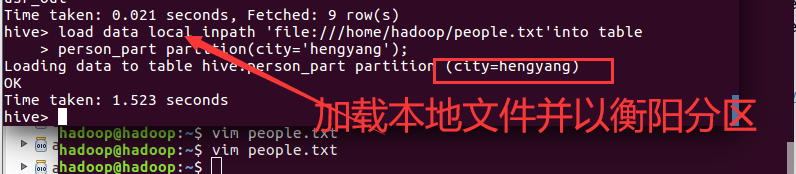 Time taken: 0.021 seconds, Fetched: 9 row(s)
hive> load data local inpath 'file:///home/hadoop/people.txt'into table
    > person_part partition(city='hengyang');
Loading data to table hive.person_part partition (city=hengyang)
OK
Time taken: 1.523 seconds
hive>
加载本地文件并以衡阳分区
hadoop@hadoop:~$ vim people.txt
hadoop@hadoop:~$ vim people.txt
hadoop@hadoop:~$